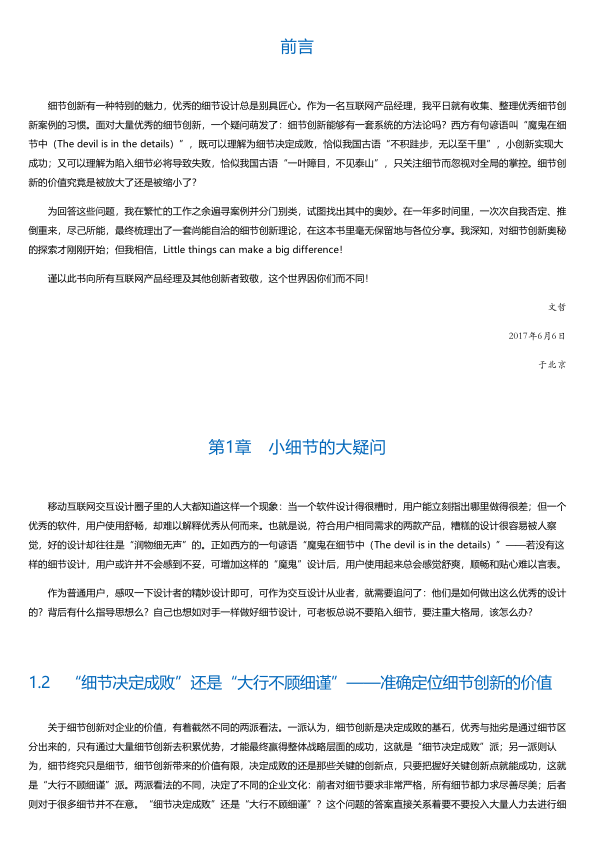 前言
细节创新有一种特别的魅力，优秀的细节设计总是别具匠心。作为一名互联网产品经理，我平日就有收集、整理优秀细节创
新案例的习惯。面对大量优秀的细节创新，一个疑问萌发了：细节创新能够有一套系统的方法论吗？西方有句谚语叫“魔鬼在细
节中（The devil is in the details）”，既可以理解为细节决定成败，恰似我国古语“不积跬步，无以至千里”，小创新实现大
成功；又可以理解为陷入细节必将导致失败，恰似我国古语“一叶障目，不见泰山”，只关注细节而忽视对全局的掌控。细节创
新的价值究竟是被放大了还是被缩小了？
为回答这些问题，我在繁忙的工作之余遍寻案例并分门别类，试图找出其中的奥妙。在一年多时间里，一次次自我否定、推
倒重来，尽己所能，最终梳理出了一套尚能自洽的细节创新理论，在这本书里毫无保留地与各位分享。我深知，对细节创新奥秘
的探索才刚刚开始；但我相信，Little things can make a big difference！
谨以此书向所有互联网产品经理及其他创新者致敬，这个世界因你们而不同！
文哲
2017年6月6日
于北京
第1章　小细节的大疑问
移动互联网交互设计圈子里的人大都知道这样一个现象：当一个软件设计得很糟时，用户能立刻指出哪里做得很差；但一个
优秀的软件，用户使用舒畅，却难以解释优秀从何而来。也就是说，符合用户相同需求的两款产品，糟糕的设计很容易被人察
觉，好的设计却往往是“润物细无声”的。正如西方的一句谚语“魔鬼在细节中（The devil is in the details）”——若没有这
样的细节设计，用户或许并不会感到不妥，可增加这样的“魔鬼”设计后，用户使用起来总会感觉舒爽，顺畅和贴心难以言表。
作为普通用户，感叹一下设计者的精妙设计即可，可作为交互设计从业者，就需要追问了：他们是如何做出这么优秀的设计
的？背后有什么指导思想么？自己也想如对手一样做好细节设计，可老板总说不要陷入细节，要注重大格局，该怎么办？
1.2　“细节决定成败”还是“大行不顾细谨”——准确定位细节创新的价值
关于细节创新对企业的价值，有着截然不同的两派看法。一派认为，细节创新是决定成败的基石，优秀与拙劣是通过细节区
分出来的，只有通过大量细节创新去积累优势，才能最终赢得整体战略层面的成功，这就是“细节决定成败”派；另一派则认
为，细节终究只是细节，细节创新带来的价值有限，决定成败的还是那些关键的创新点，只要把握好关键创新点就能成功，这就
是“大行不顾细谨”派。两派看法的不同，决定了不同的企业文化：前者对细节要求非常严格，所有细节都力求尽善尽美；后者
则对于很多细节并不在意。“细节决定成败”还是“大行不顾细谨”？这个问题的答案直接关系着要不要投入大量人力去进行细